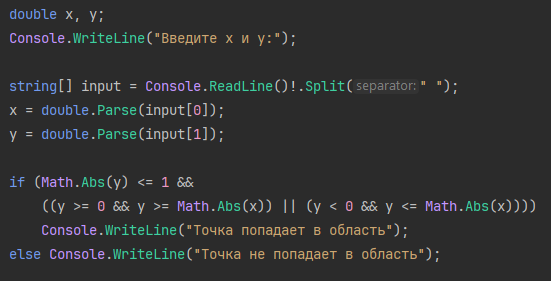 double x, y;
Console.WriteLine("Введите x и y:");
string[] input = Console.ReadLine()!.Split(separator:" ");
x = double.Parse(input[0]);
y = double.Parse(input[1]);
if (Math.Abs(y) <= 1 &&
((y >= 0 && y >= Math.Abs(x)) || (y < 0 && y <= Math.Abs(x))))
Console.WriteLine("Точка попадает в область");
else Console.WriteLine("Точка не попадает в область");